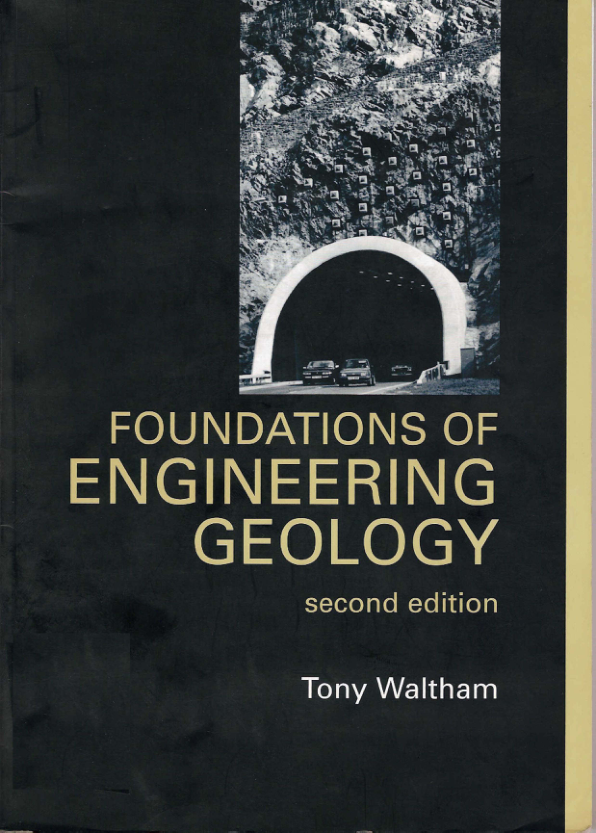 FOUNDATIONS OF
ENGINEERING
GEOLOGY
second edition
Tony Waltham